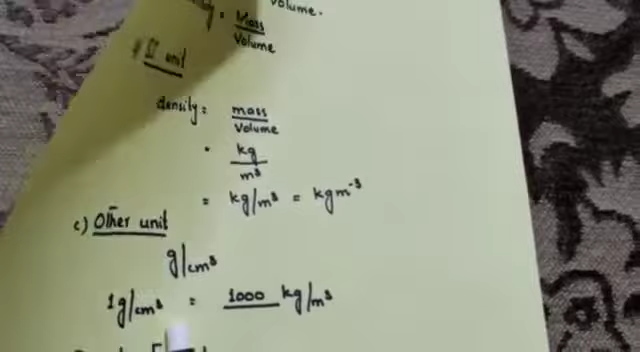 Volume.
= Mass
Volume
SI unit
density = mass
Volume
= kg
m³
= kg/m³ = kgm⁻³
c) Other unit
g/cm³
1g/cm³ = 1000 kg/m³